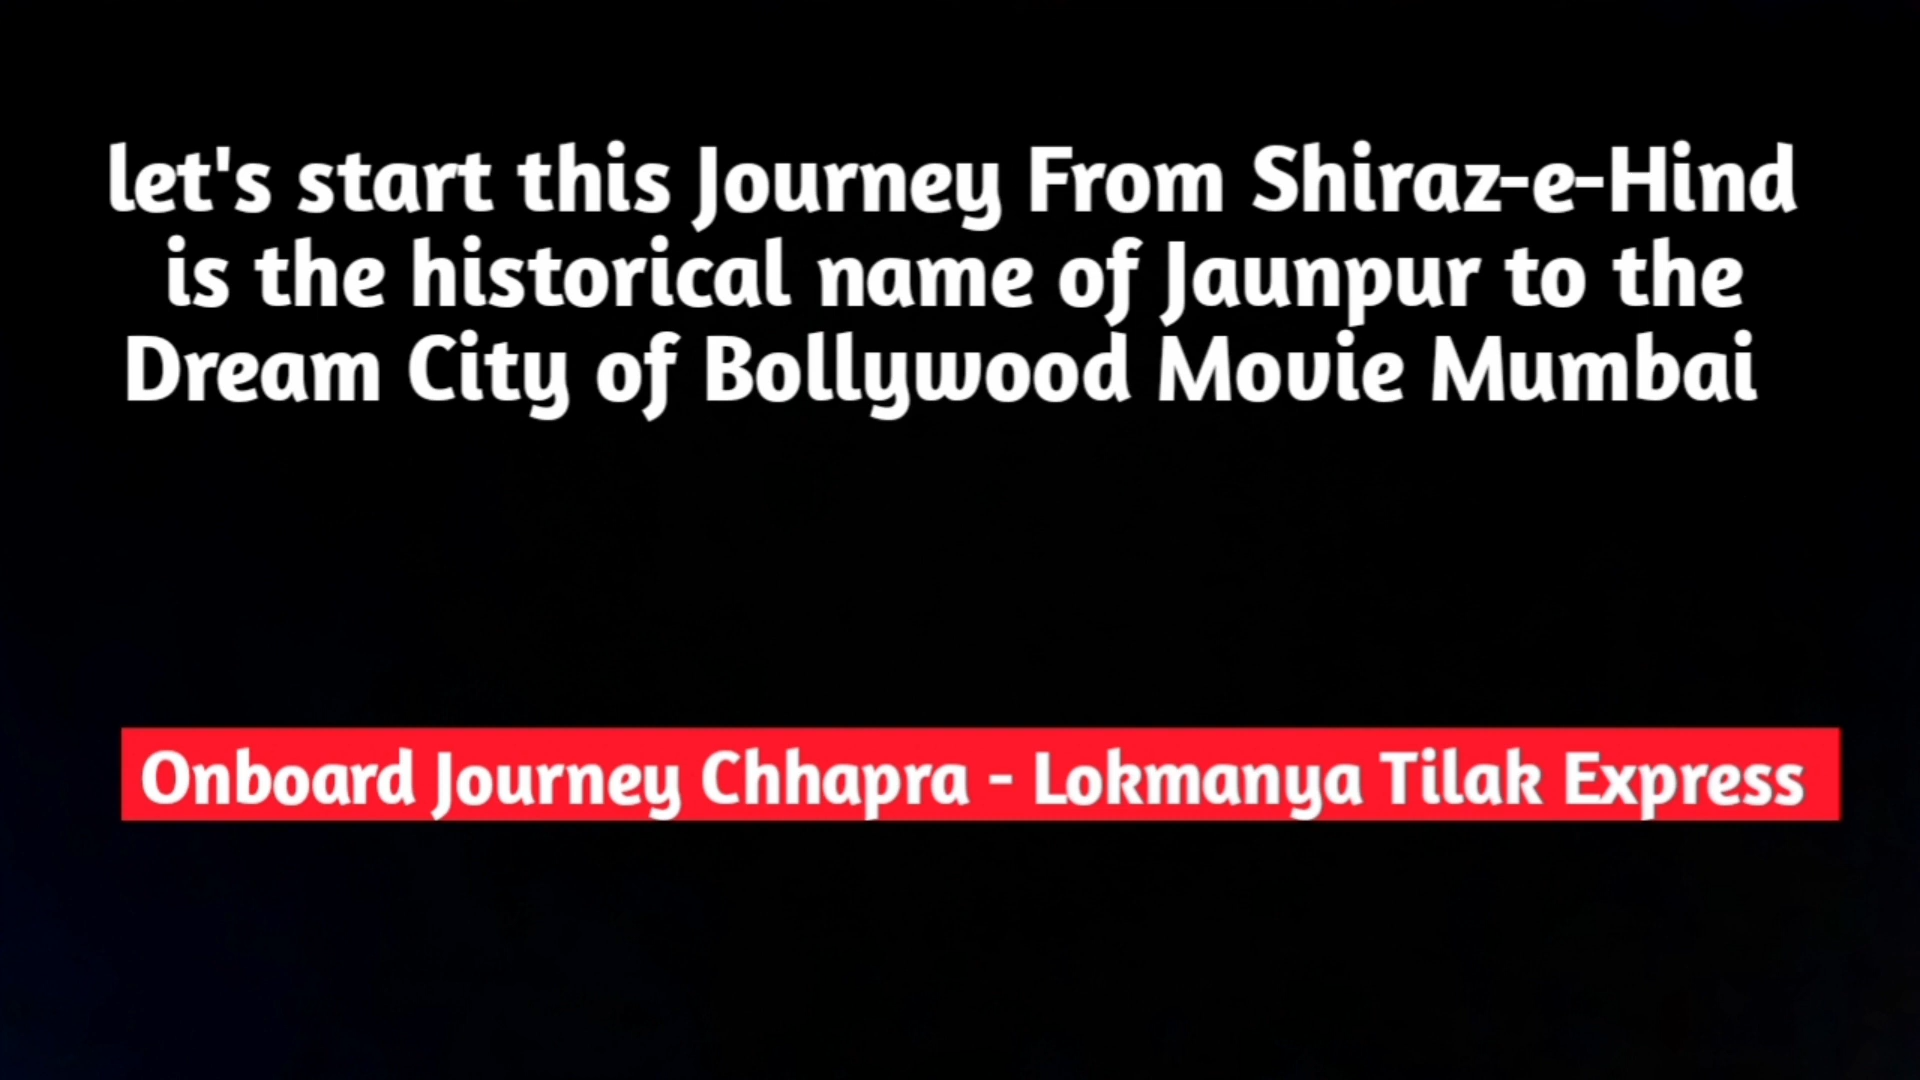 let's start this Journey From Shiraz-e-Hind
is the historical name of Jaunpur to the
Dream City of Bollywood Movie Mumbai
Onboard Journey Chhapra - Lokmanya Tilak Express